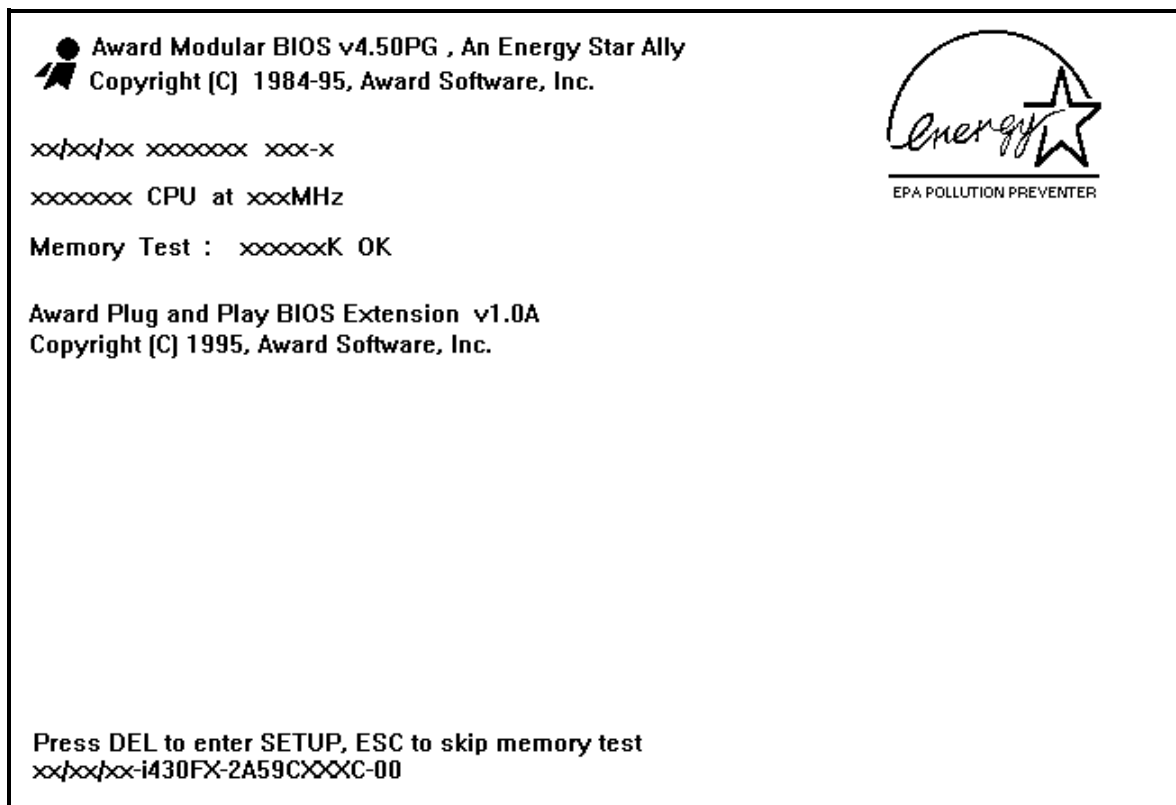 Award Modular BIOS v4.50PG , An Energy Star Ally
Copyright (C) 1984-95, Award Software, Inc.
energy
EPA POLLUTION PREVENTER
xx/xx/xx xxxxxxx xxx-x
xxxxxxx CPU at xxxMHz
Memory Test : xxxxxxK OK
Award Plug and Play BIOS Extension v1.0A
Copyright (C) 1995, Award Software, Inc.
Press DEL to enter SETUP, ESC to skip memory test
xx/xx/xx-i430FX-2A59CXXXC-00